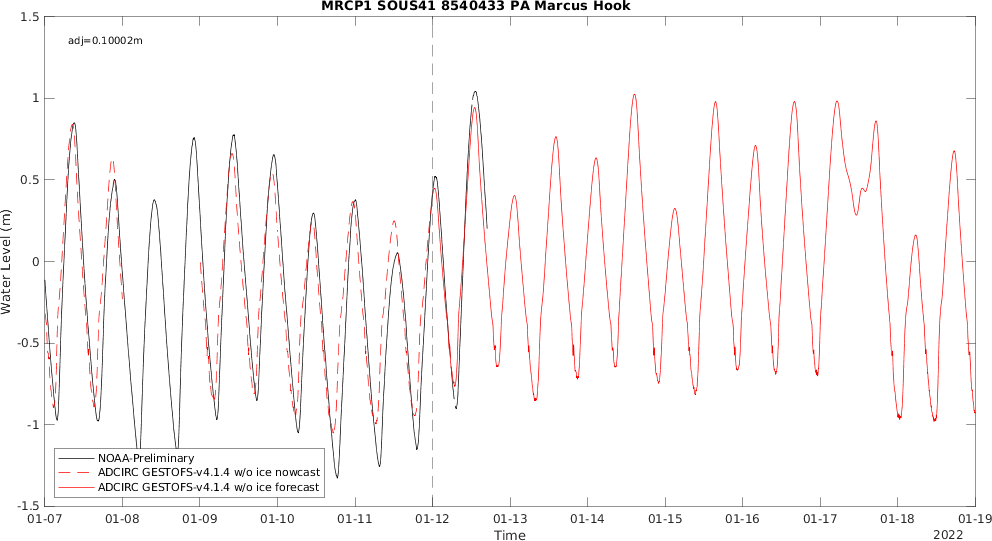 MRCP1 SOUS41 8540433 PA Marcus Hook
adj=0.10002m
1.5
1
0.5
0
-0.5
-1
-1.5
Water Level (m)
NOAA-Preliminary
ADCIRC GESTOFS-v4.1.4 w/o ice nowcast
ADCIRC GESTOFS-v4.1.4 w/o ice forecast
01-07 01-08 01-09 01-10 01-11 01-12 01-13 01-14 01-15 01-16 01-17 01-18 01-19
Time
2022